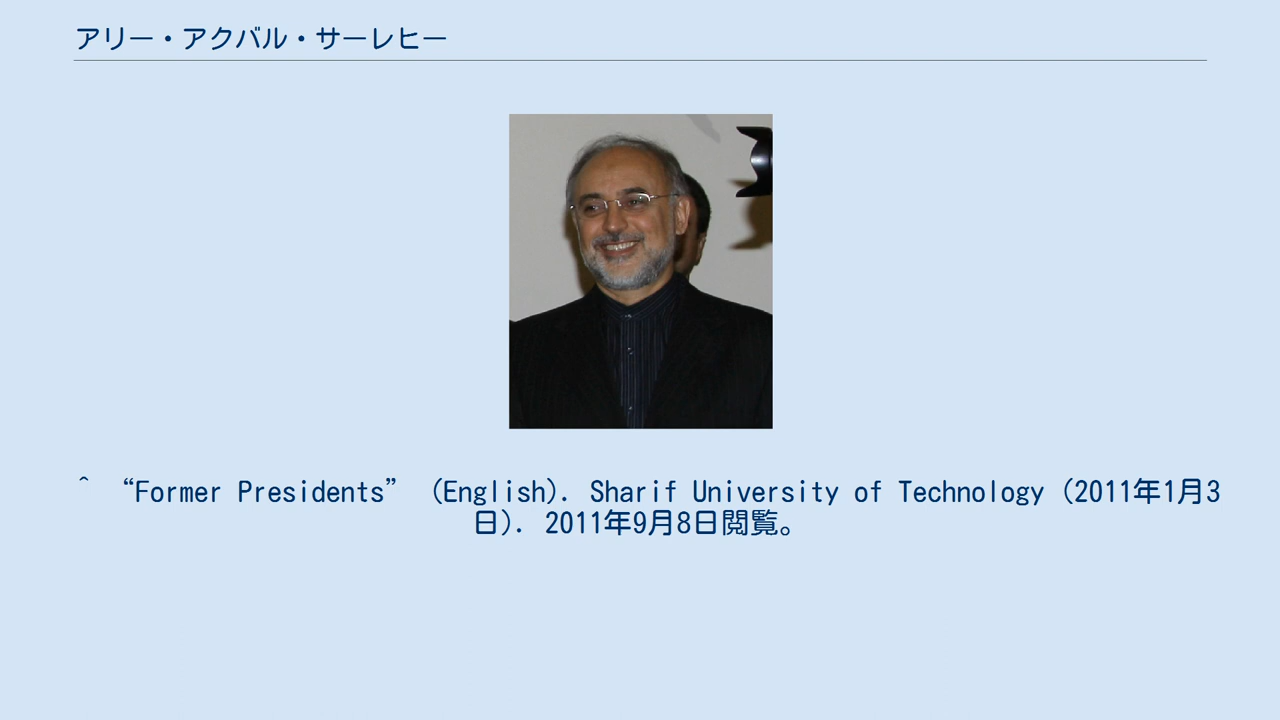 アリー・アクバル・サーレヒー
^ “Former Presidents” (English). Sharif University of Technology (2011年1月3
日). 2011年9月8日閲覧。